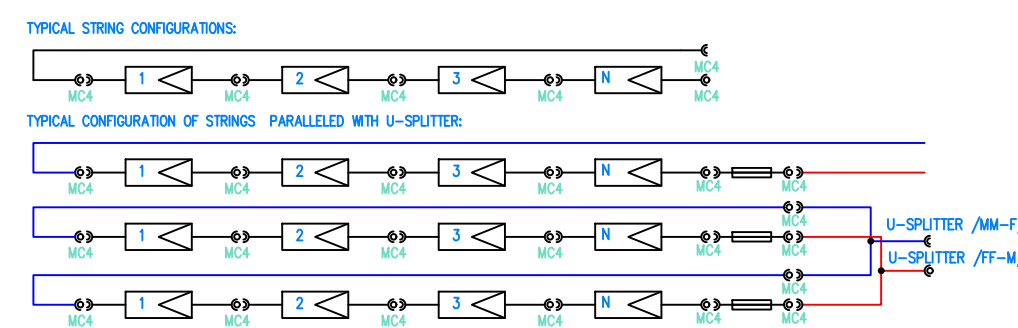 TYPICAL STRING CONFIGURATIONS:
MC4
1 2 3 N
MC4 MC4 MC4 MC4 MC4
TYPICAL CONFIGURATION OF STRINGS PARALLELED WITH U-SPLITTER:
1 2 3 N
MC4 MC4 MC4 MC4 MC4 MC4
MC4
U-SPLITTER /MM-F
1 2 3 N
MC4 MC4 MC4 MC4 MC4 MC4
U-SPLITTER /FF-M
MC4
1 2 3 N
MC4 MC4 MC4 MC4 MC4 MC4